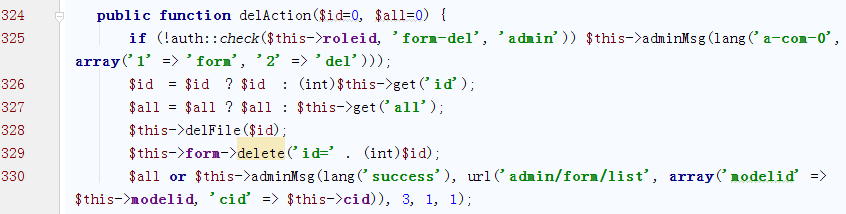 324 public function delAction($id=0, $all=0) {
325 if (!auth::check($this->roleid, 'form-del', 'admin')) $this->adminMsg(lang('a-com-0',
array('1' => 'form', '2' => 'del')));
326 $id = $id ? $id : (int)$this->get('id');
327 $all = $all ? $all : $this->get('all');
328 $this->delFile($id);
329 $this->form->delete('id=' . (int)$id);
330 $all or $this->adminMsg(lang('success'), url('admin/form/list', array('modelid' =>
$this->modelid, 'cid' => $this->cid)), 3, 1, 1);